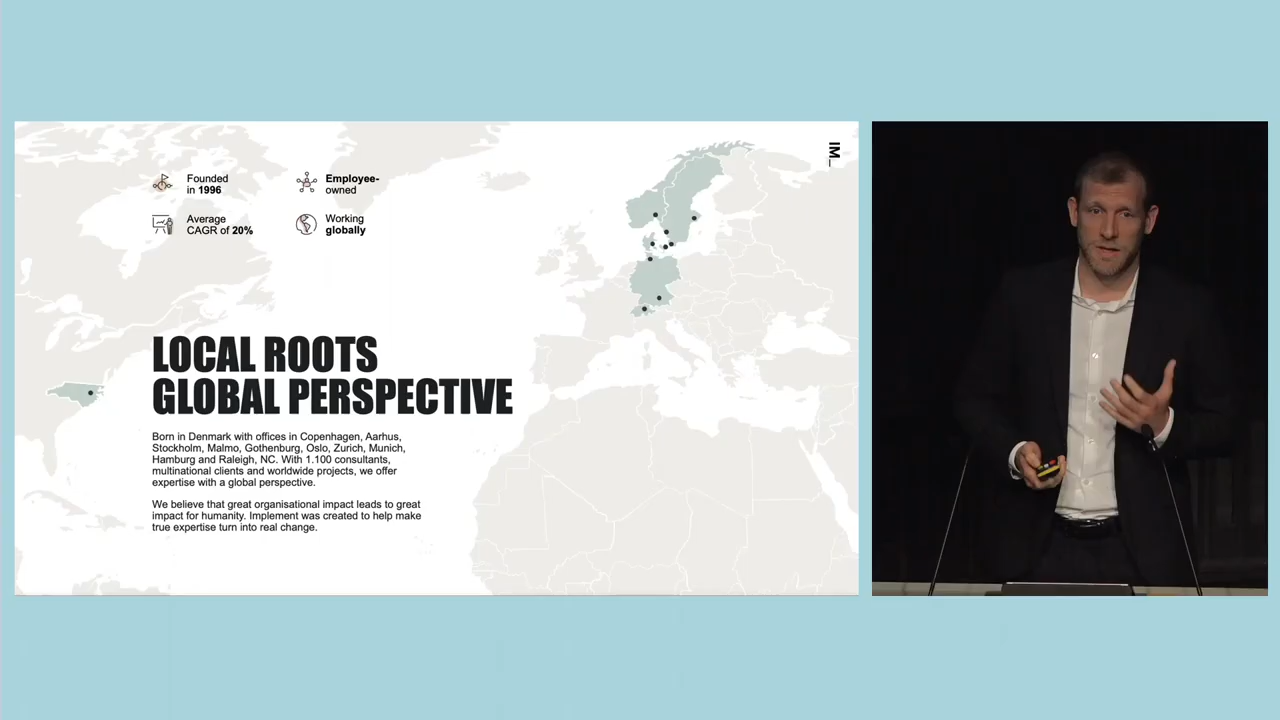 IM_
Founded
in 1996
Employee-
owned
Average
CAGR of 20%
Working
globally
LOCAL ROOTS
GLOBAL PERSPECTIVE
Born in Denmark with offices in Copenhagen, Aarhus,
Stockholm, Malmo, Gothenburg, Oslo, Zurich, Munich,
Hamburg and Raleigh, NC. With 1.100 consultants,
multinational clients and worldwide projects, we offer
expertise with a global perspective.
We believe that great organisational impact leads to great
impact for humanity. Implement was created to help make
true expertise turn into real change.